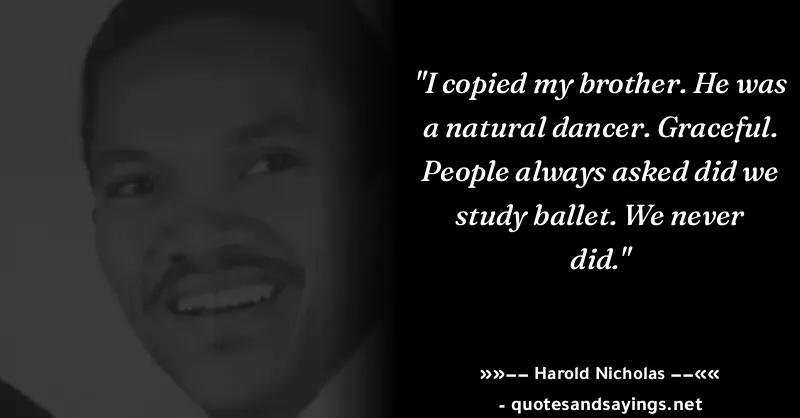 "I copied my brother. He was
a natural dancer. Graceful.
People always asked did we
study ballet. We never
did."
»»−− Harold Nicholas −−««
- quotesandsayings.net